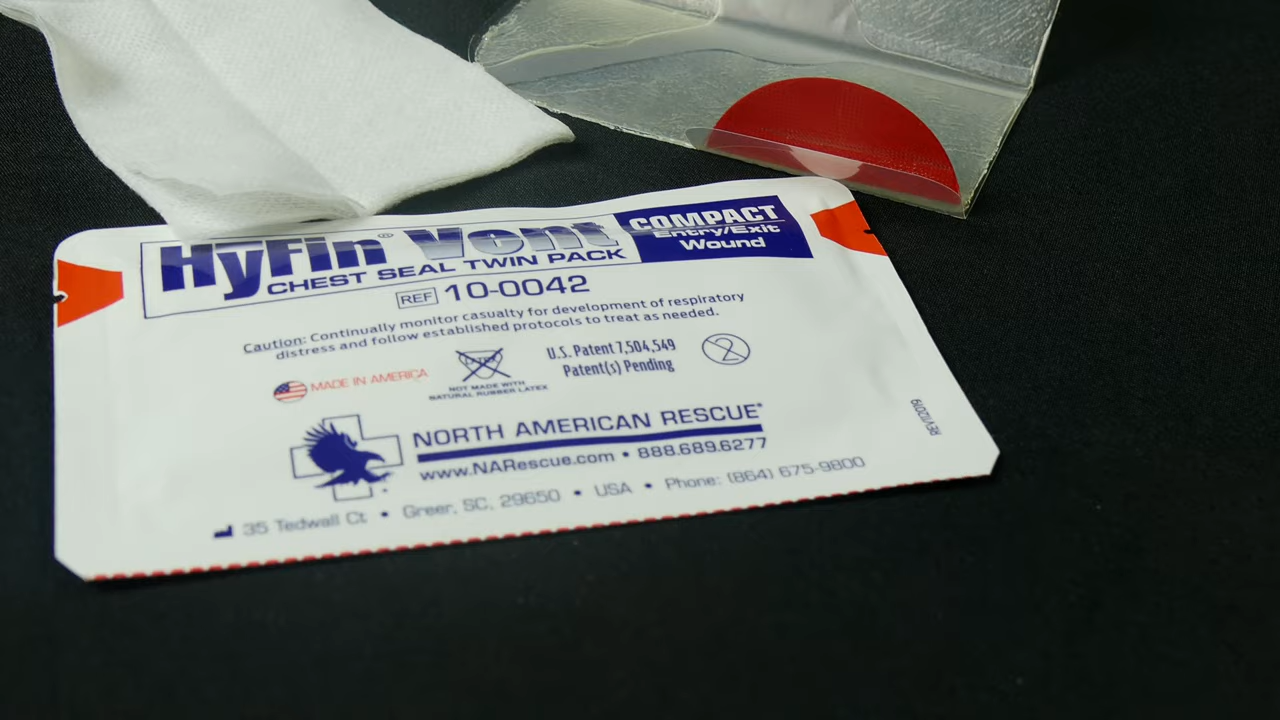 HyFin® Vent
CHEST SEAL TWIN PACK
COMPACT
Entry/Exit
Wound
REF 10-0042
Caution: Continually monitor casualty for development of respiratory
distress and follow established protocols to treat as needed.
MADE IN AMERICA
LATEX
NOT MADE WITH
NATURAL RUBBER LATEX
U.S. Patent 7,504,549
Patent(s) Pending
2
NORTH AMERICAN RESCUE®
www.NARescue.com • 888.689.6277
35 Tedwall Ct • Greer, SC, 29650 • USA • Phone: (864) 675-9800